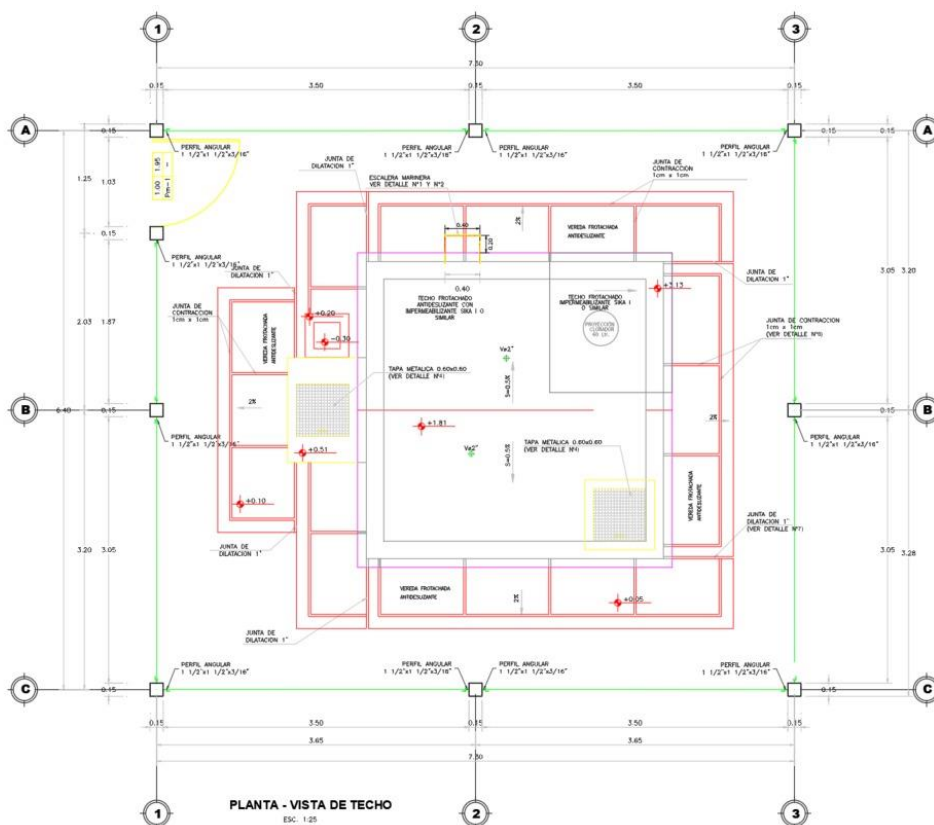 1
2
3
7.30
0.15
3.50
0.15
3.50
0.15
A
A
0.15
PERFIL ANGULAR
1 1/2"x1 1/2"x3/16"
PERFIL ANGULAR
1 1/2"x1 1/2"x3/16"
PERFIL ANGULAR
1 1/2"x1 1/2"x3/16"
PERFIL ANGULAR
1 1/2"x1 1/2"x3/16"
0.15
0.15
JUNTA DE
DILATACION 1"
JUNTA DE
CONTRACCION
1cm x 1cm
ESCALERA MARINERA
VER DETALLE N°1 Y N°2
1.25
1.03
1.00
1.95
0.40
0.20
2%
VEREDA FROTACHADA
ANTIDESLIZANTE
0.15
PERFIL ANGULAR
1 1/2"x1 1/2"x3/16"
JUNTA DE
DILATACION 1"
JUNTA DE
DILATACION 1"
3.05
3.20
0.40
TECHO FROTACHADO
ANTIDESLIZANTE CON
IMPERMEABILIZANTE SIKA 1 O
SIMILAR
TECHO FROTACHADO
IMPERMEABILIZANTE SIKA 1
O SIMILAR
JUNTA DE
CONTRACCION
1cm x 1cm
2.03
1.87
VEREDA FROTACHADA
ANTIDESLIZANTE
+0.20
-0.30
PROYECCIÓN
CLORADOR
JUNTA DE CONTRACCION
1cm x 1cm
(VER DETALLE N°6)
TAPA METALICA 0.60x0.60
(VER DETALLE N°4)
S=0.5%
2%
6.40
B
B
0.15
0.15
PERFIL ANGULAR
1 1/2"x1 1/2"x3/16"
+1.81
2%
PERFIL ANGULAR
1 1/2"x1 1/2"x3/16"
+0.51
TAPA METALICA 0.60x0.60
(VER DETALLE N°4)
S=0.5%
+0.10
VEREDA FROTACHADA
ANTIDESLIZANTE
JUNTA DE
DILATACION 1"
(VER DETALLE N°7)
JUNTA DE
DILATACION 1"
3.20
3.05
3.05
3.28
VEREDA FROTACHADA
ANTIDESLIZANTE
2%
+0.05
JUNTA DE
DILATACION 1"
PERFIL ANGULAR
1 1/2"x1 1/2"x3/16"
PERFIL ANGULAR
1 1/2"x1 1/2"x3/16"
PERFIL ANGULAR
1 1/2"x1 1/2"x3/16"
PERFIL ANGULAR
1 1/2"x1 1/2"x3/16"
C
C
0.15
0.15
0.15
3.50
0.15
3.50
0.15
3.65
3.65
7.30
PLANTA - VISTA DE TECHO
ESC. 1:25
1
2
3